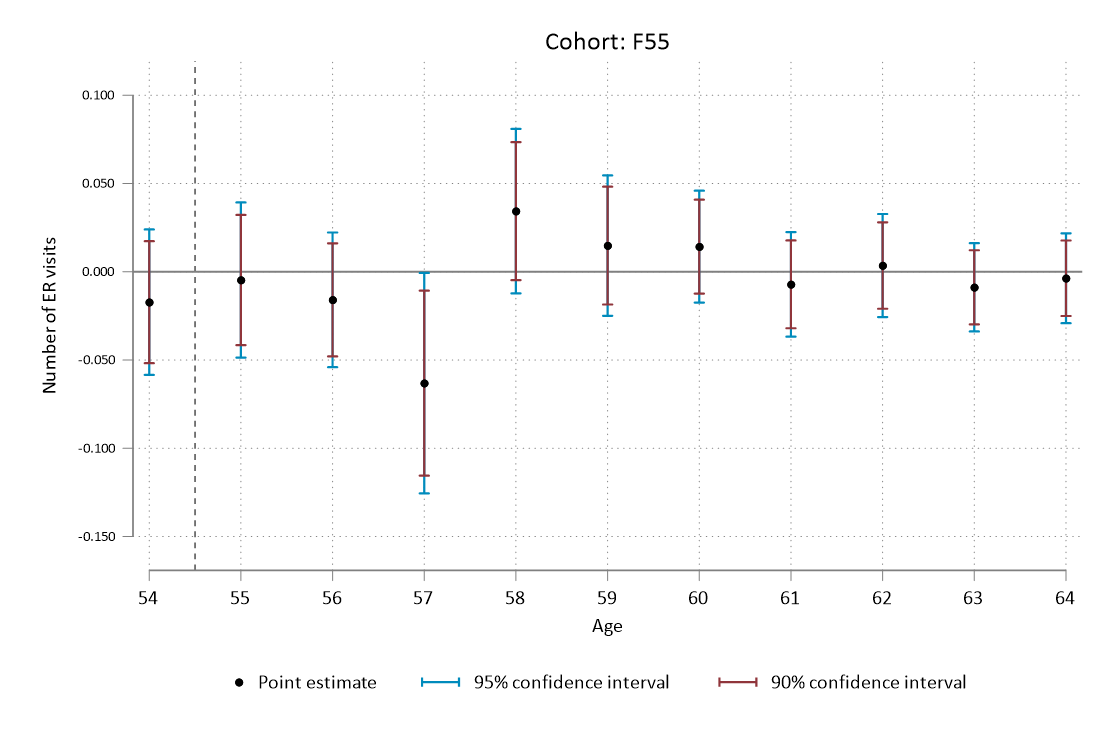 Cohort: F55
Number of ER visits
0.100
0.050
0.000
-0.050
-0.100
-0.150
54 55 56 57 58 59 60 61 62 63 64
Age
Point estimate 95% confidence interval 90% confidence interval